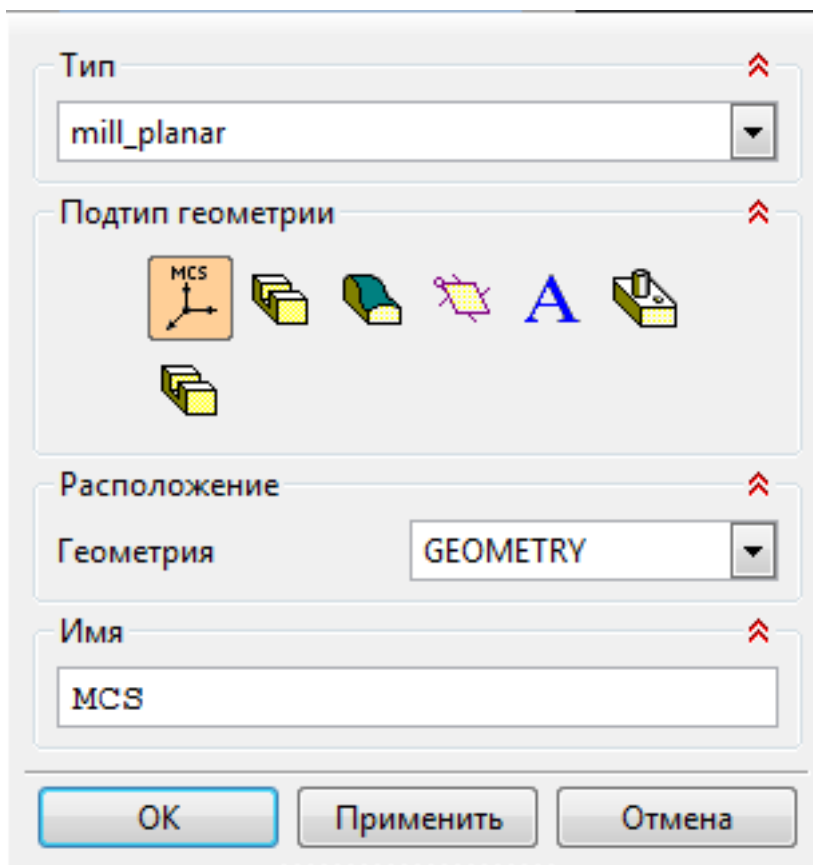 Тип
mill_planar
Подтип геометрии
MCS
A
Расположение
Геометрия GEOMETRY
Имя
MCS
OK Применить Отмена